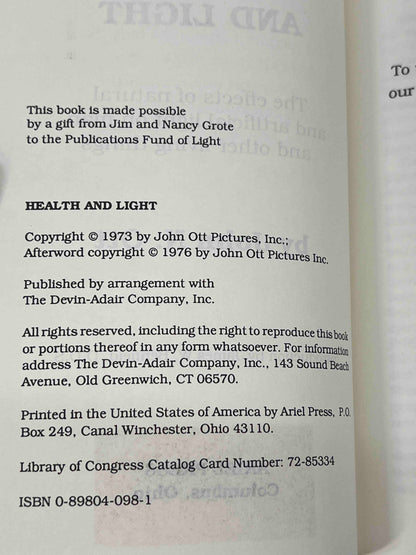 This book is made possible
by a gift from Jim and Nancy Grote
to the Publications Fund of Light
HEALTH AND LIGHT
Copyright © 1973 by John Ott Pictures, Inc.;
Afterword copyright © 1976 by John Ott Pictures Inc.
Published by arrangement with
The Devin-Adair Company, Inc.
All rights reserved, including the right to reproduce this book
or portions thereof in any form whatsoever. For information
address The Devin-Adair Company, Inc., 143 Sound Beach
Avenue, Old Greenwich, CT 06570.
Printed in the United States of America by Ariel Press, P.O.
Box 249, Canal Winchester, Ohio 43110.
Library of Congress Catalog Card Number: 72-85334
ISBN 0-89804-098-1
To
our